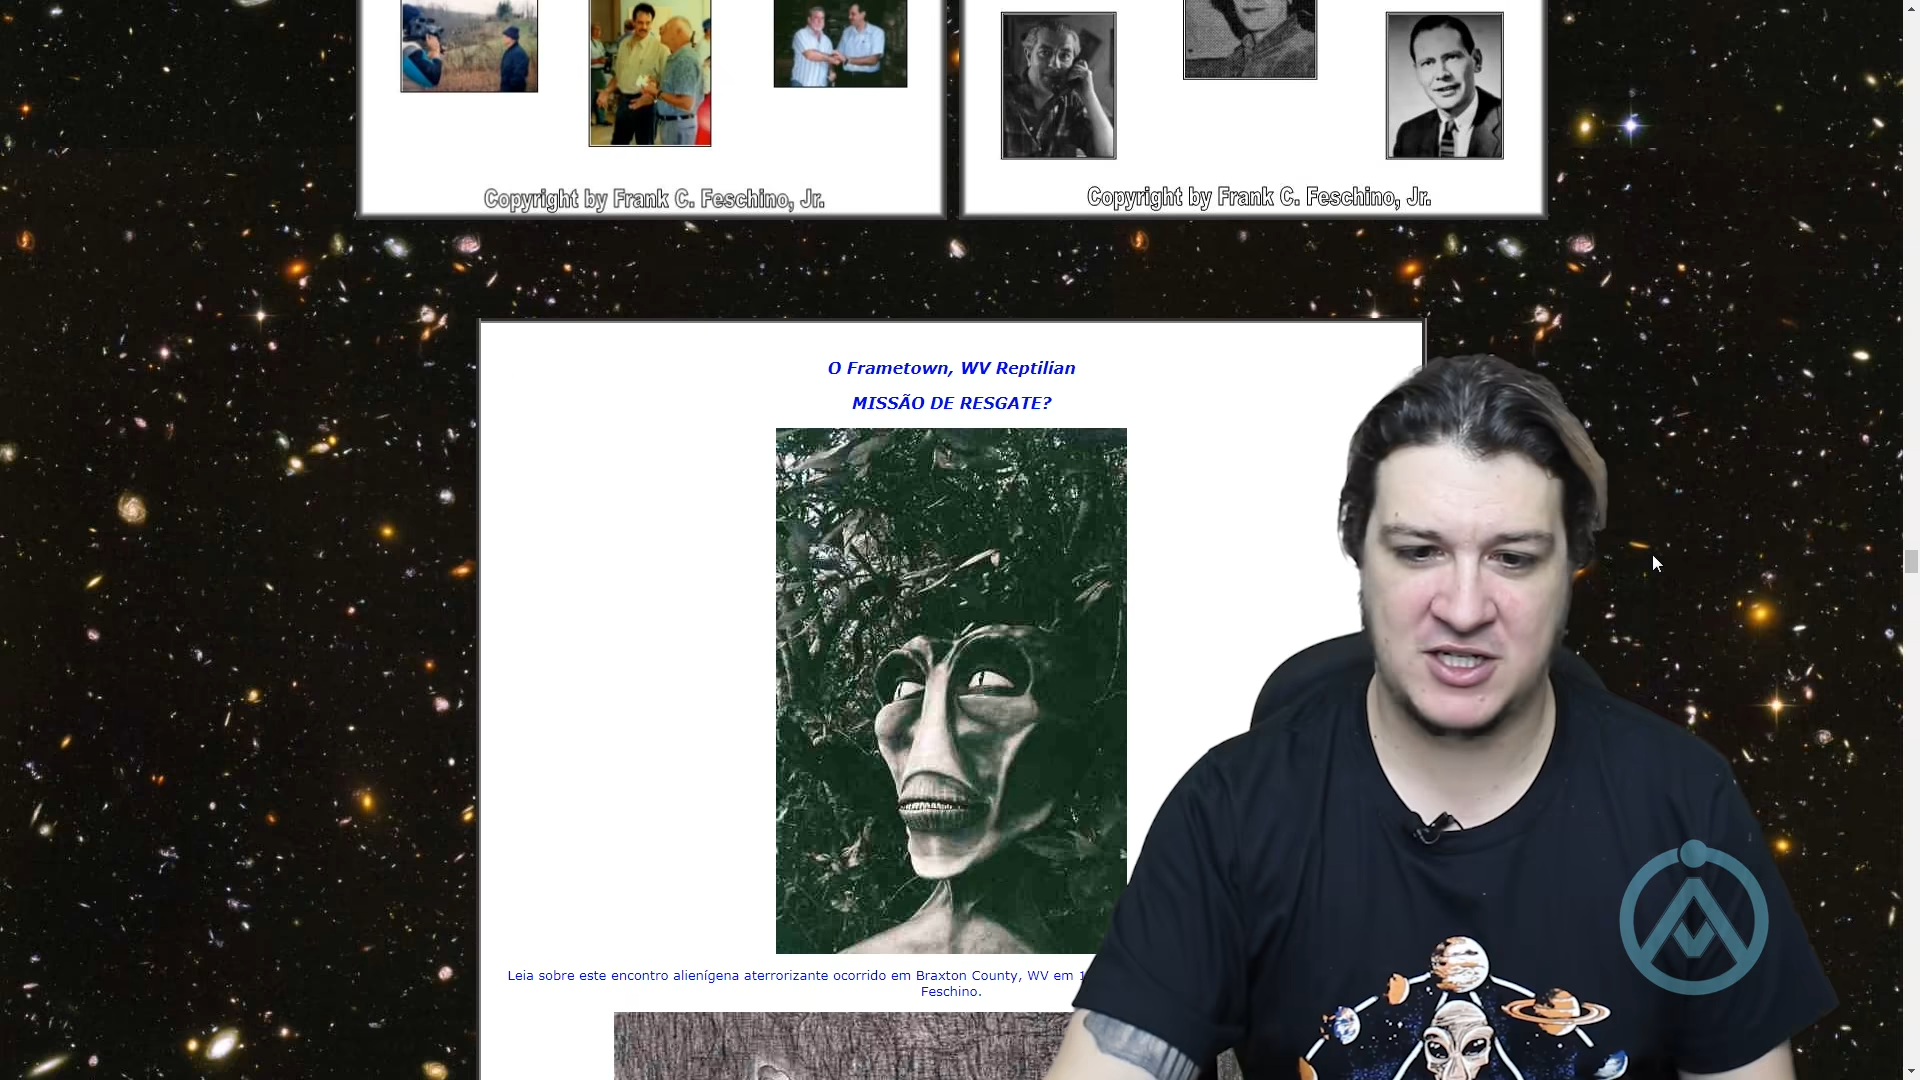 Copyright by Frank C. Feschino, Jr.
Copyright by Frank C. Feschino, Jr.
O Frametown, WV Reptilian
MISSÃO DE RESGATE?
Leia sobre este encontro alienígena aterrorizante ocorrido em Braxton County, WV em
Feschino.